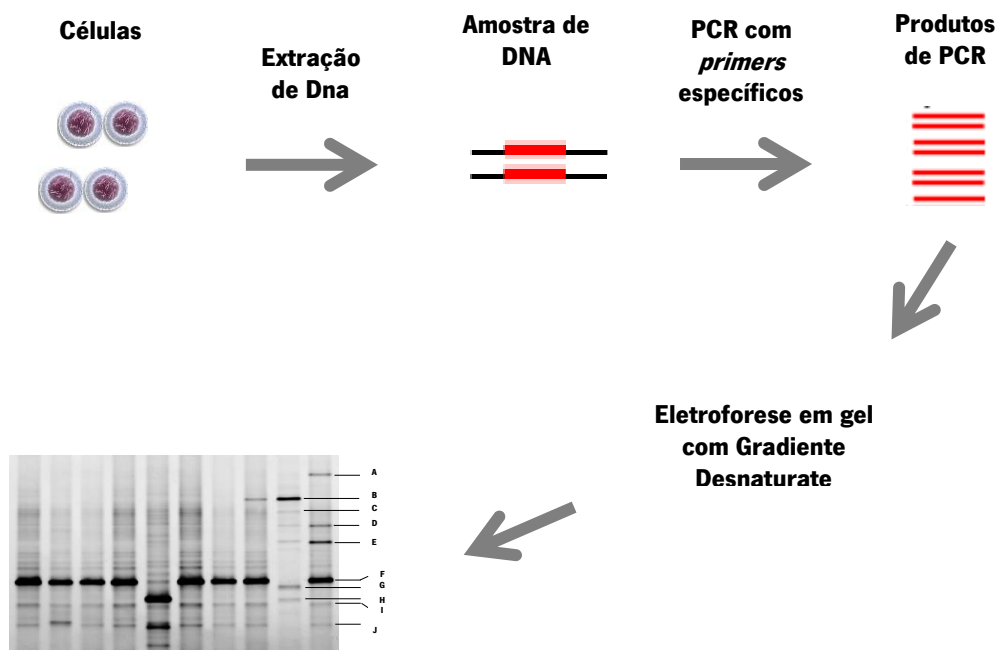 Células
Extração
de Dna
Amostra de
DNA
PCR com
primers
específicos
Produtos
de PCR
Eletroforese em gel
com Gradiente
Desnaturate
A
B
C
D
E
F
G
H
I
J